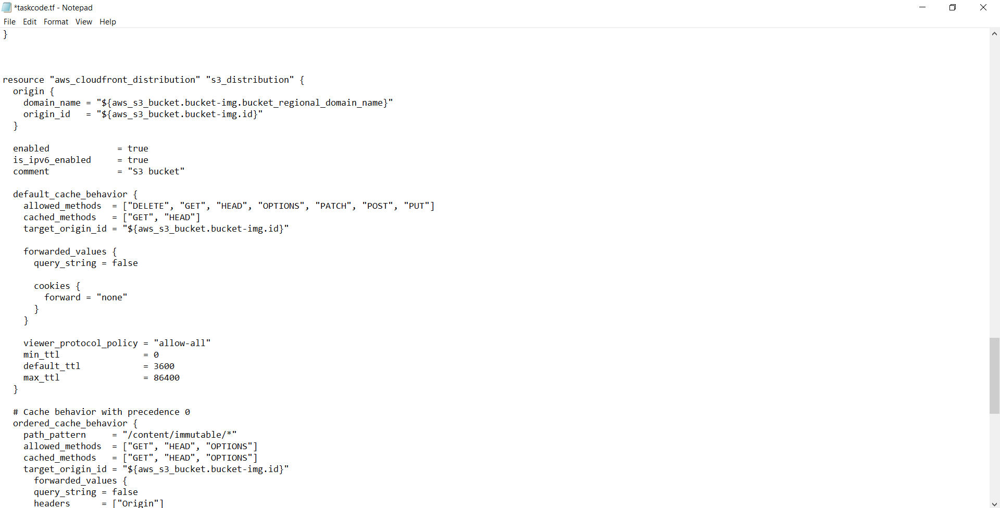 *taskcode.tf - Notepad
File Edit Format View Help
}
resource "aws_cloudfront_distribution" "s3_distribution" {
  origin {
    domain_name = "${aws_s3_bucket.bucket-img.bucket_regional_domain_name}"
    origin_id   = "${aws_s3_bucket.bucket-img.id}"
  }

  enabled             = true
  is_ipv6_enabled     = true
  comment             = "S3 bucket"

  default_cache_behavior {
    allowed_methods  = ["DELETE", "GET", "HEAD", "OPTIONS", "PATCH", "POST", "PUT"]
    cached_methods   = ["GET", "HEAD"]
    target_origin_id = "${aws_s3_bucket.bucket-img.id}"

    forwarded_values {
      query_string = false

      cookies {
        forward = "none"
      }
    }

    viewer_protocol_policy = "allow-all"
    min_ttl                = 0
    default_ttl            = 3600
    max_ttl                = 86400
  }

  # Cache behavior with precedence 0
  ordered_cache_behavior {
    path_pattern     = "/content/immutable/*"
    allowed_methods  = ["GET", "HEAD", "OPTIONS"]
    cached_methods   = ["GET", "HEAD", "OPTIONS"]
    target_origin_id = "${aws_s3_bucket.bucket-img.id}"
      forwarded_values {
      query_string = false
      headers      = ["Origin"]